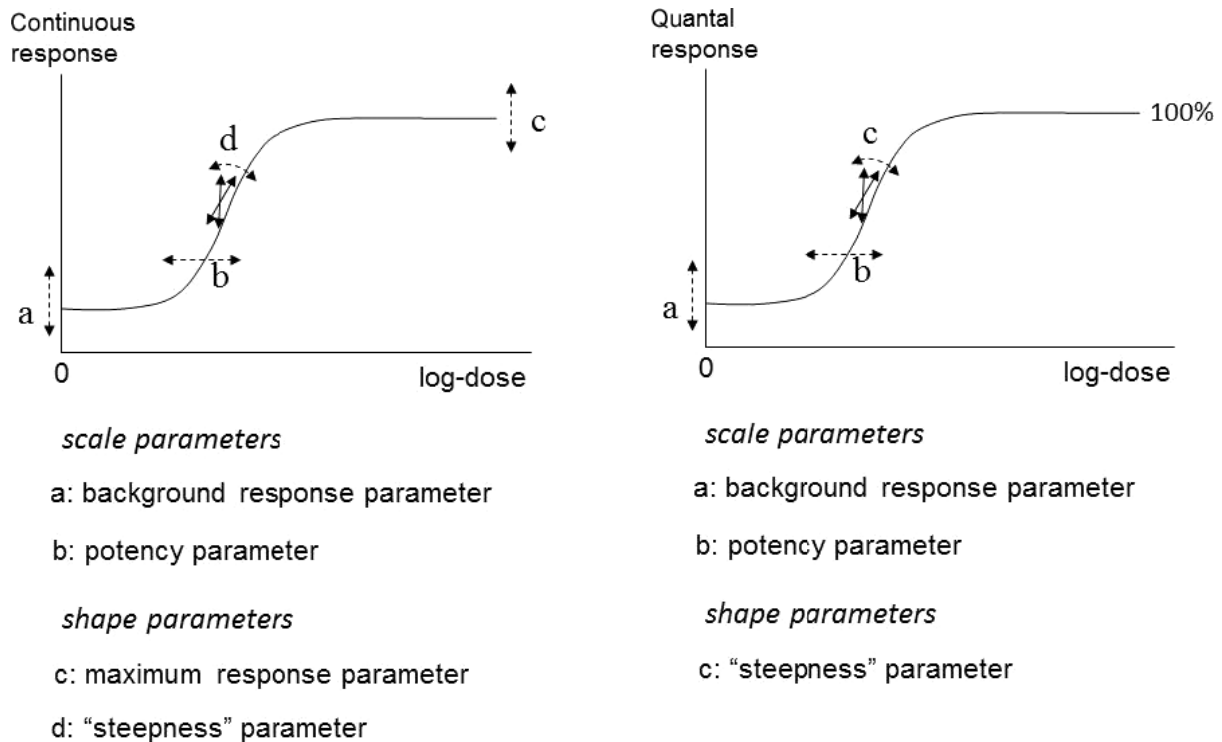 Continuous
response
d
c
b
a
0
log-dose
scale parameters
a: background response parameter
b: potency parameter
shape parameters
c: maximum response parameter
d: “steepness” parameter
Quantal
response
100%
c
b
a
0
log-dose
scale parameters
a: background response parameter
b: potency parameter
shape parameters
c: “steepness” parameter